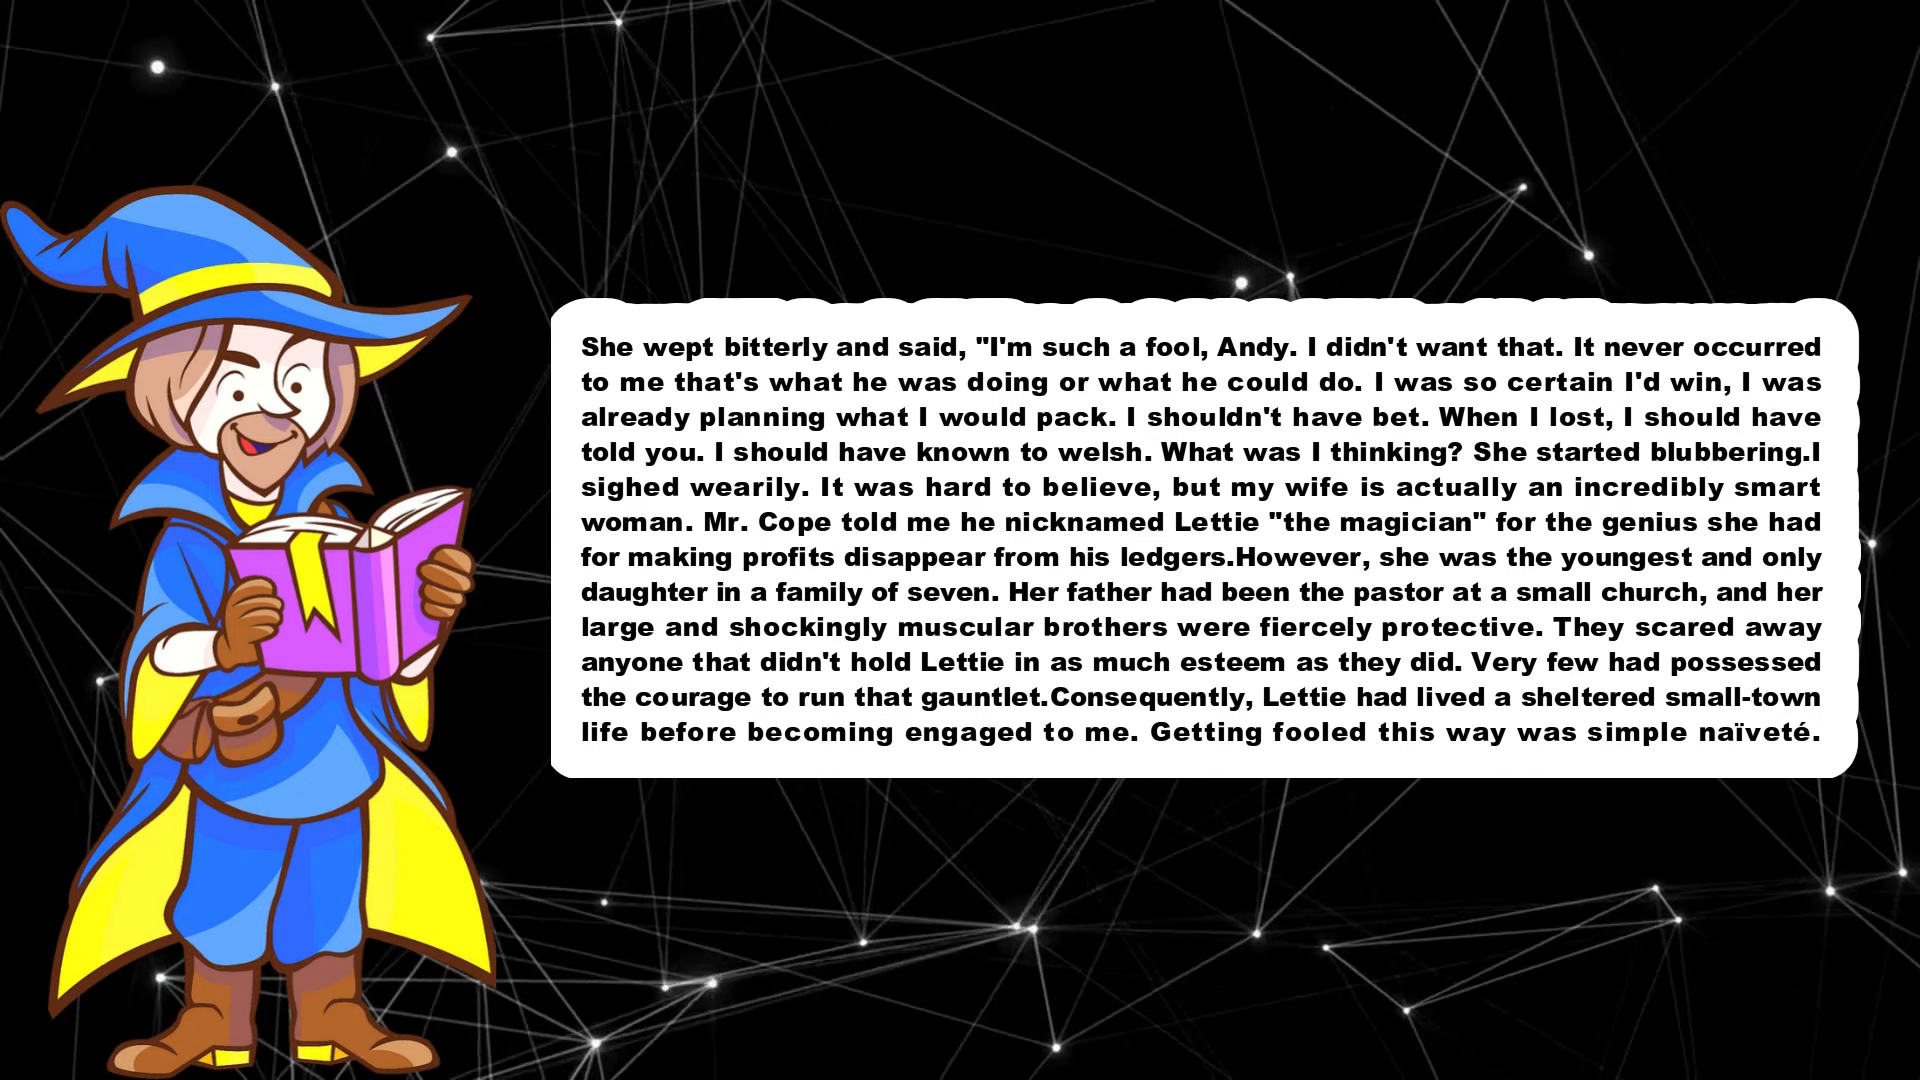 She wept bitterly and said, "I'm such a fool, Andy. I didn't want that. It never occurred
to me that's what he was doing or what he could do. I was so certain I'd win, I was
already planning what I would pack. I shouldn't have bet. When I lost, I should have
told you. I should have known to welsh. What was I thinking? She started blubbering.I
sighed wearily. It was hard to believe, but my wife is actually an incredibly smart
woman. Mr. Cope told me he nicknamed Lettie "the magician" for the genius she had
for making profits disappear from his ledgers.However, she was the youngest and only
daughter in a family of seven. Her father had been the pastor at a small church, and her
large and shockingly muscular brothers were fiercely protective. They scared away
anyone that didn't hold Lettie in as much esteem as they did. Very few had possessed
the courage to run that gauntlet.Consequently, Lettie had lived a sheltered small-town
life before becoming engaged to me. Getting fooled this way was simple naïveté.